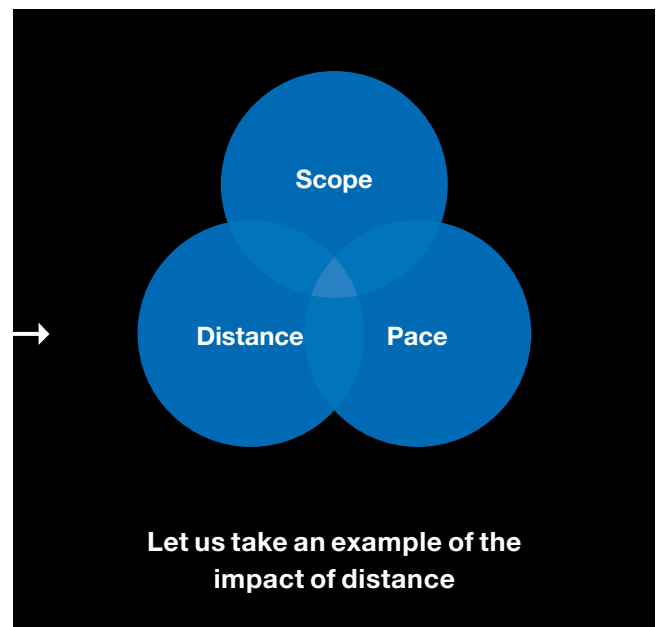 Scope
Distance
Pace
Let us take an example of the
impact of distance